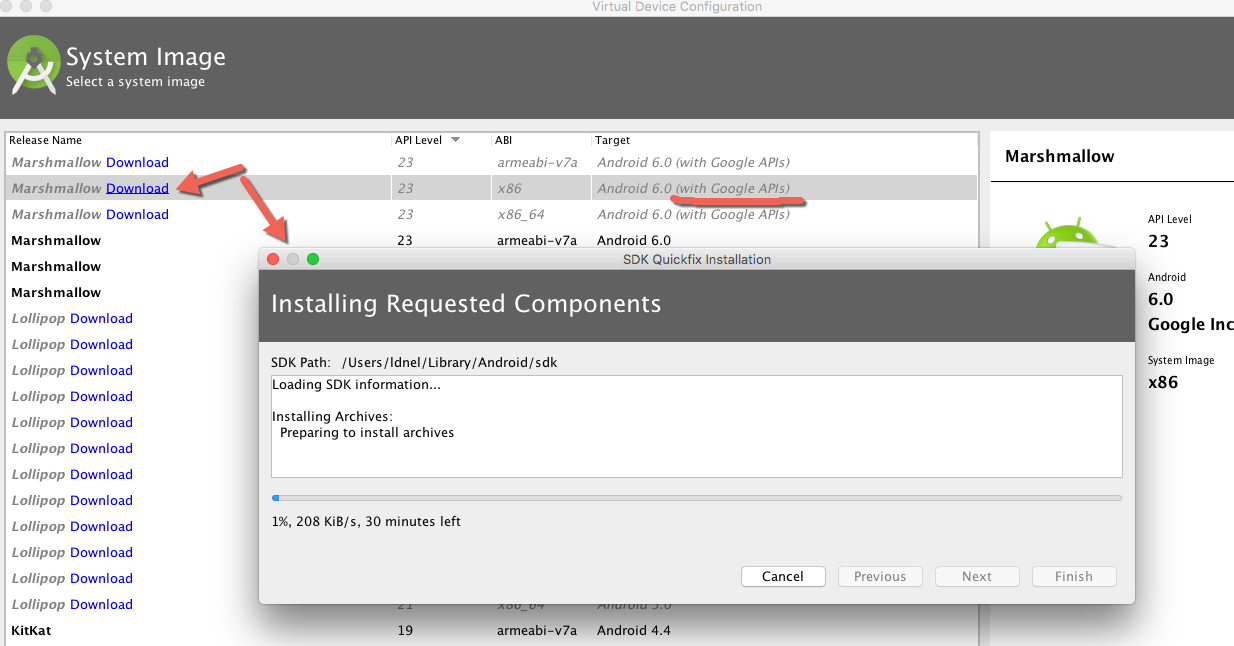 Virtual Device Configuration
System Image
Select a system image
Release Name API Level ABI Target
Marshmallow Download 23 armeabi-v7a Android 6.0 (with Google APIs)
Marshmallow Download 23 x86 Android 6.0 (with Google APIs)
Marshmallow Download 23 x86_64 Android 6.0 (with Google APIs)
Marshmallow 23 armeabi-v7a Android 6.0
Marshmallow
Marshmallow
Lollipop Download
Lollipop Download
Lollipop Download
Lollipop Download
Lollipop Download
Lollipop Download
Lollipop Download
Lollipop Download
Lollipop Download
Lollipop Download
Lollipop Download
Lollipop Download 21 x86_64 Android 5.0
KitKat 19 armeabi-v7a Android 4.4
SDK Quickfix Installation
Installing Requested Components
SDK Path: /Users/ldnel/Library/Android/sdk
Loading SDK information...
Installing Archives:
Preparing to install archives
1%, 208 KiB/s, 30 minutes left
Cancel Previous Next Finish
Marshmallow
API Level
23
Android
6.0
Google Inc
System Image
x86